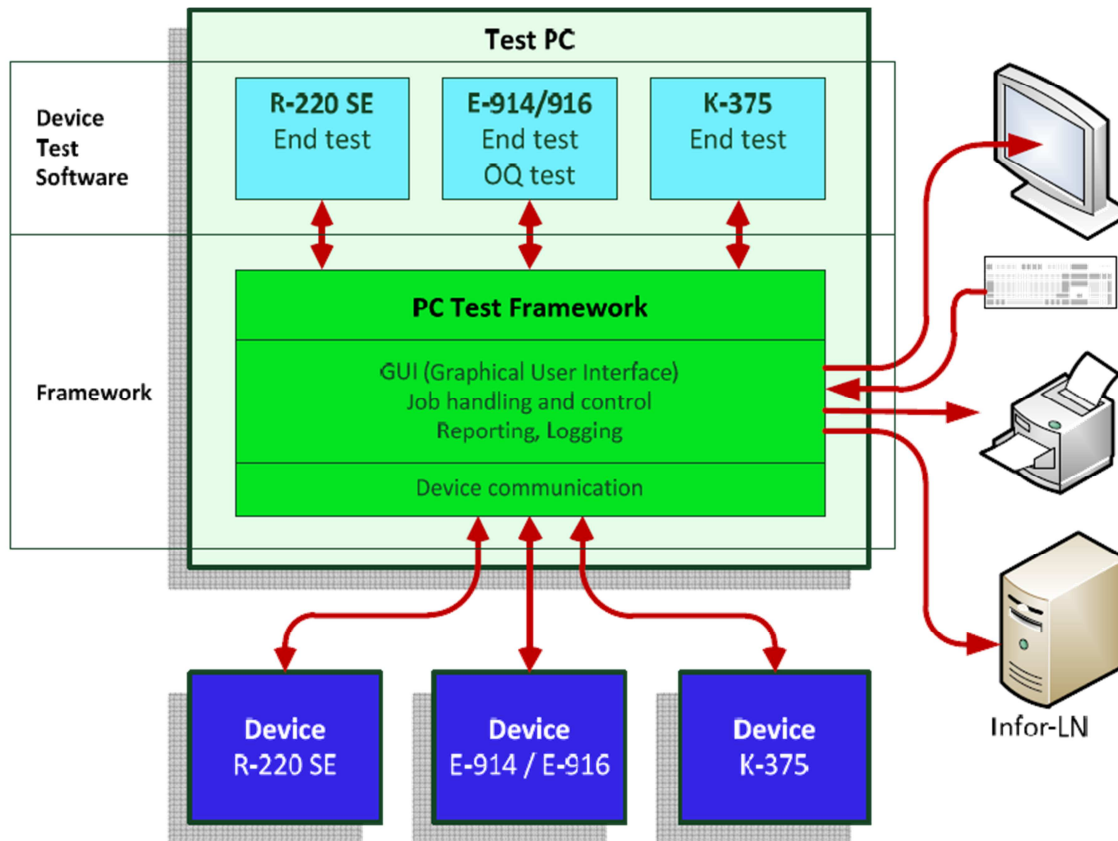 Test PC
Device
Test
Software
R-220 SE
End test
E-914/916
End test
OQ test
K-375
End test
Framework
PC Test Framework
GUI (Graphical User Interface)
Job handling and control
Reporting, Logging
Device communication
Infor-LN
Device
R-220 SE
Device
E-914 / E-916
Device
K-375